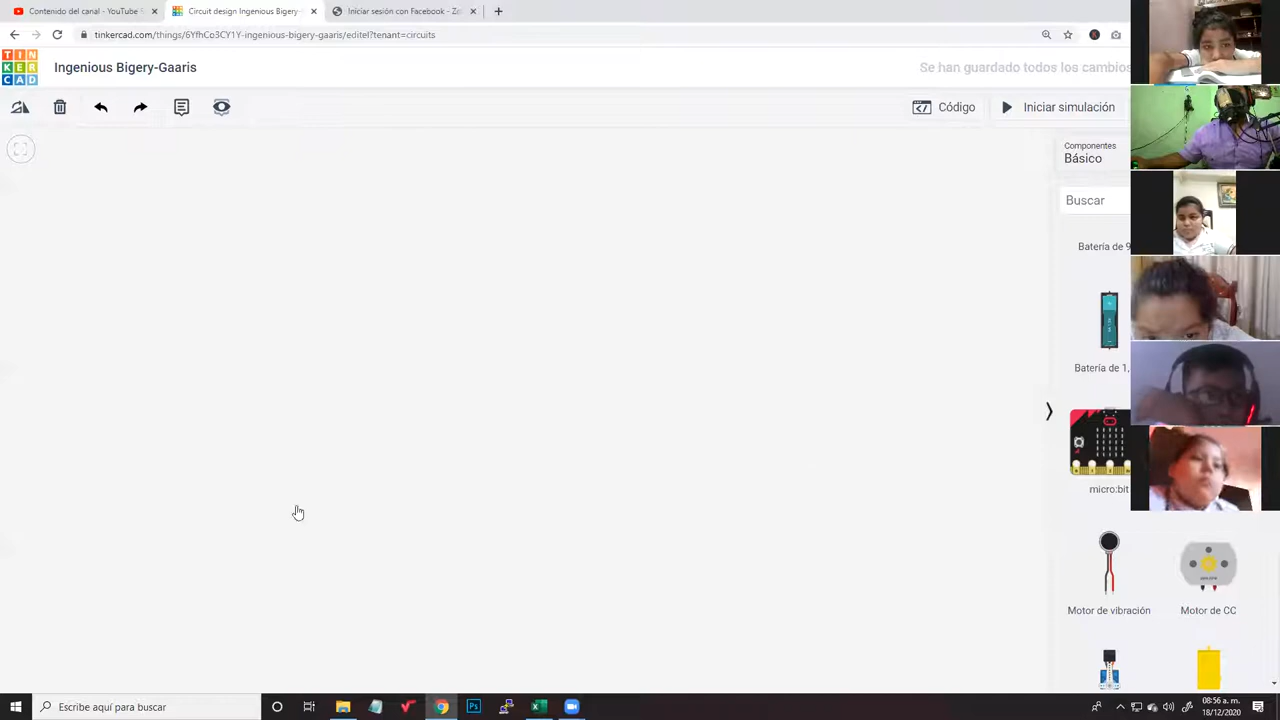 Contenido del canal - YouTube
Circuit design Ingenious Bigery-
Iniciar sesión con Facebook - Zo
tinkercad.com/things/6YfhCo3CY1Y-ingenious-bigery-gaaris/editel?tenant=circuits
TIN
KER
CAD
Ingenious Bigery-Gaaris
Se han guardado todos los cambios
Código
Iniciar simulación
Componentes
Básico
Buscar
Batería de 9
Batería de 1,
micro:bit
Motor de vibración
Motor de CC
Escribe aquí para buscar
08:56 a. m.
18/12/2020